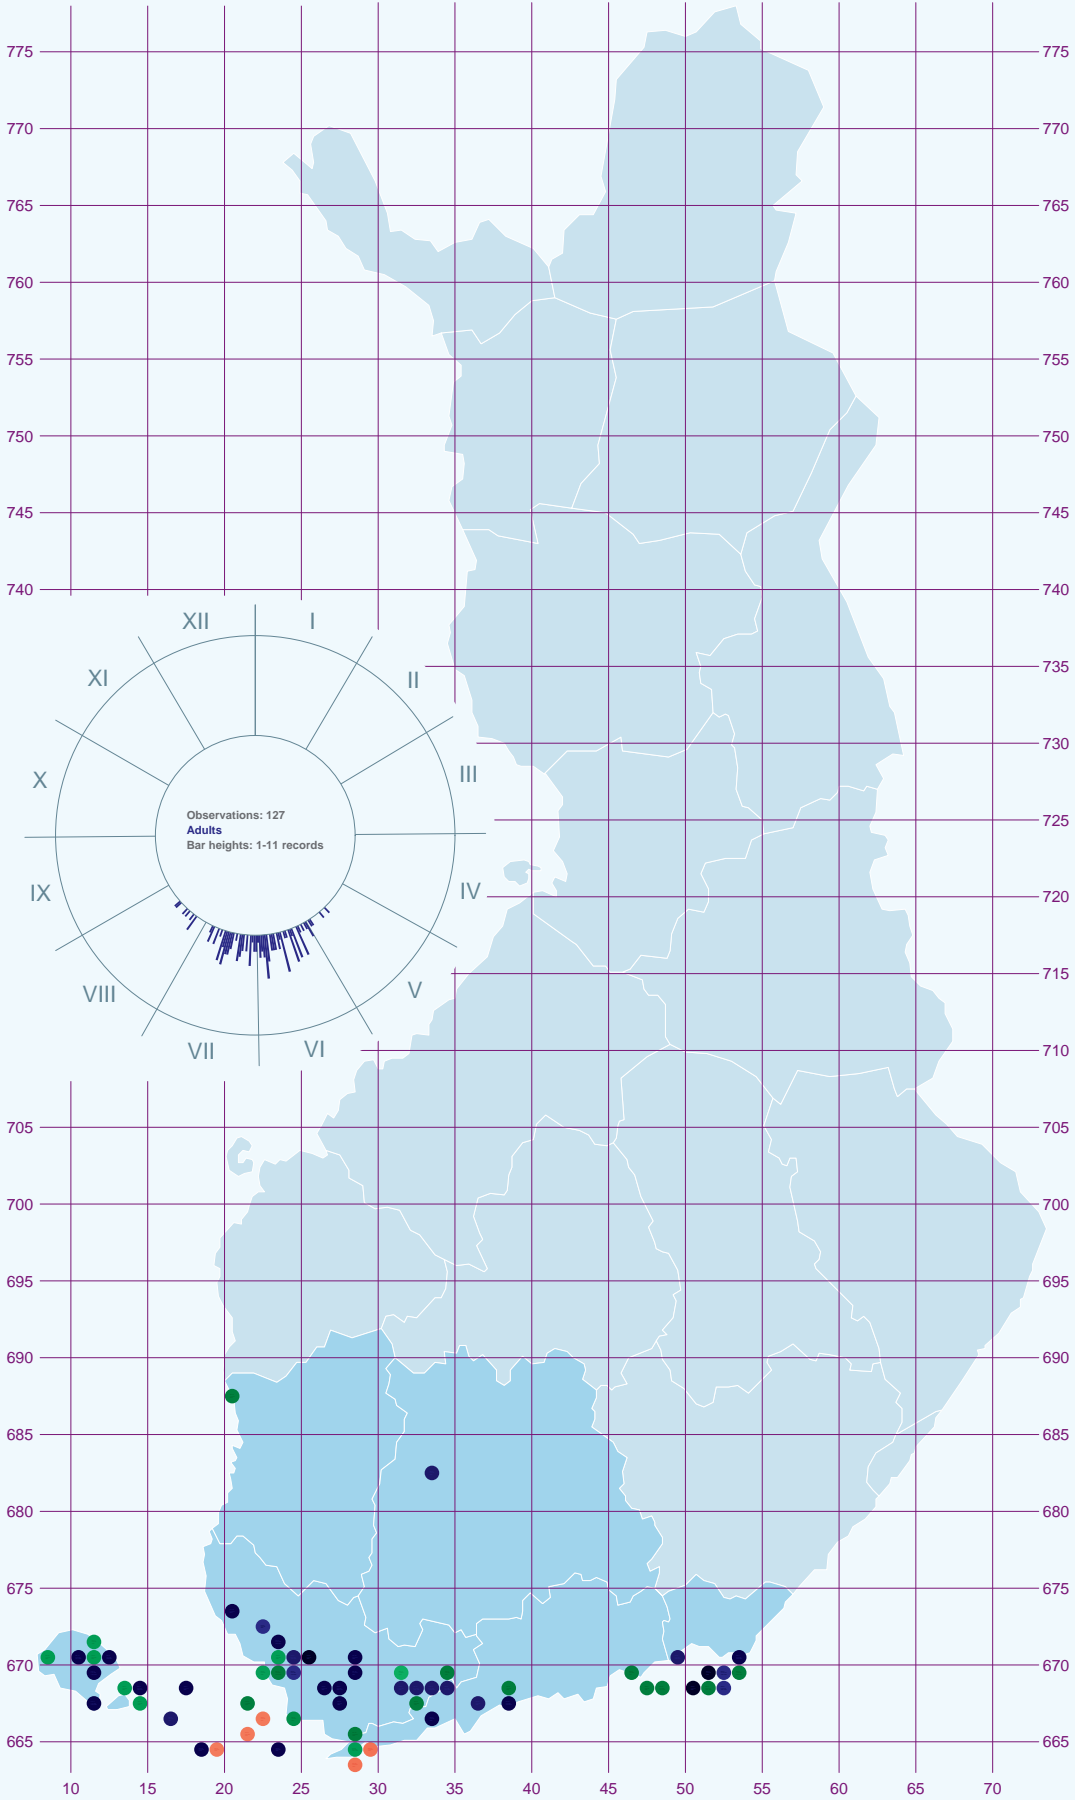 775 775
770 770
765 765
760 760
755 755
750 750
745 745
740 740
XII I
XI II
735
730
X III
Observations: 127
Adults
Bar heights: 1-11 records
725
IX IV
720
VIII V
715
VII VI
710
705 705
700 700
695 695
690 690
685 685
680 680
675 675
670 670
665 665
10 15 20 25 30 35 40 45 50 55 60 65 70